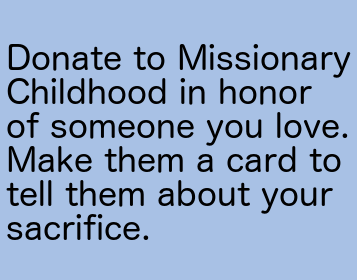 Donate to Missionary
Childhood in honor
of someone you love.
Make them a card to
tell them about your
sacrifice.